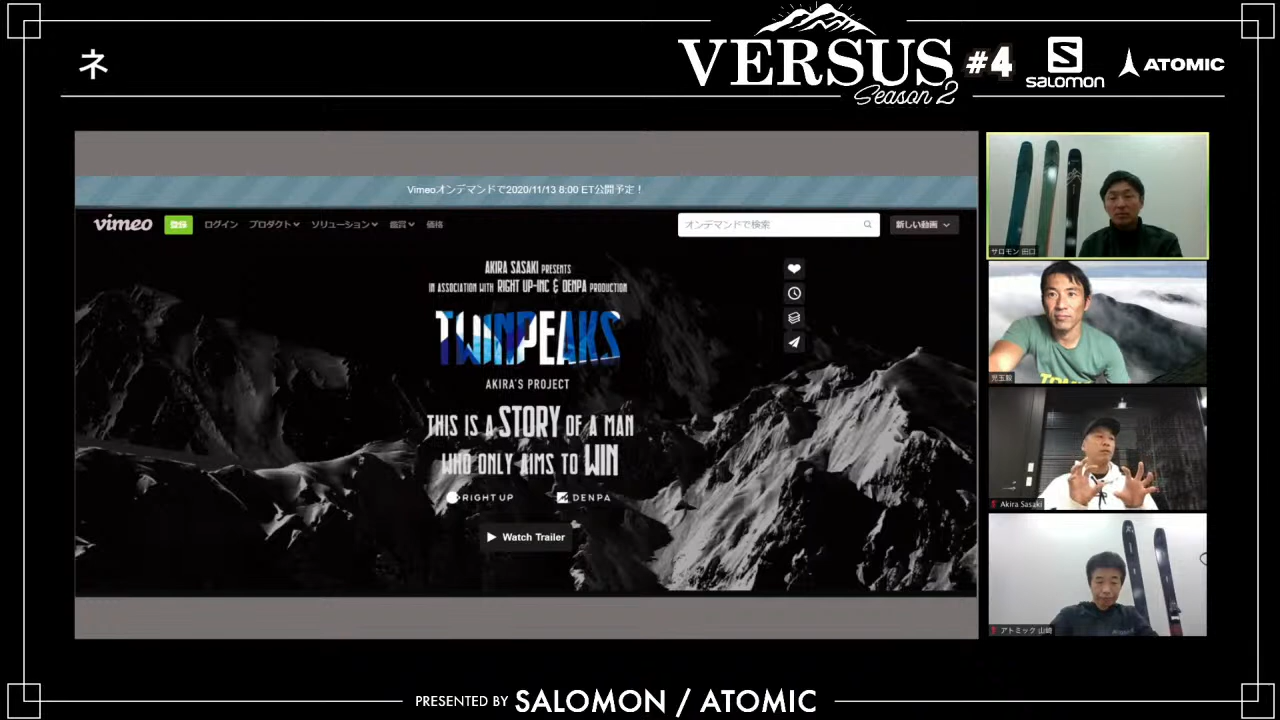 ネ
VERSUS
Season 2
#4
SALOMON
ATOMIC
Vimeoオンデマンドで2020/11/13 8:00 ET公開予定！
vimeo
登録
ログイン
プロダクト
ソリューション
鑑賞
価格
オンデマンドで検索
新しい動画
AKIRA SASAKI PRESENTS
IN ASSOCIATION WITH RIGHT UP-INC & DENPA PRODUCTION
TWINPEAKS
AKIRA'S PROJECT
THIS IS A STORY OF A MAN
WHO ONLY AIMS TO WIN
RIGHT UP
DENPA
Watch Trailer
サロモン 田口
児玉毅
Akira Sasaki
アトミック 山崎
PRESENTED BY SALOMON / ATOMIC